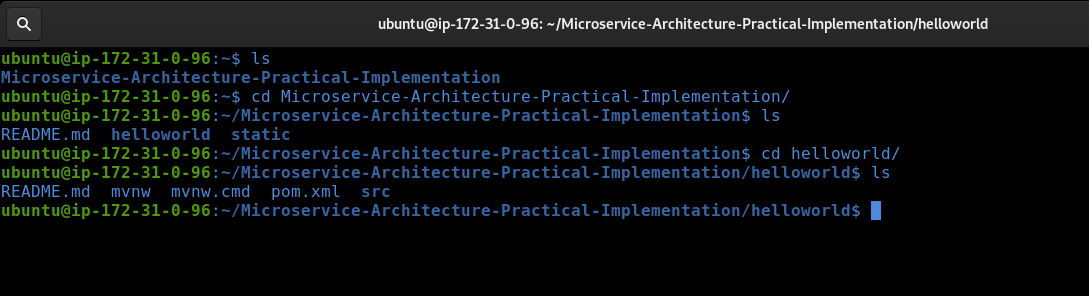 ubuntu@ip-172-31-0-96: ~/Microservice-Architecture-Practical-Implementation/helloworld
ubuntu@ip-172-31-0-96:~$ ls
Microservice-Architecture-Practical-Implementation
ubuntu@ip-172-31-0-96:~$ cd Microservice-Architecture-Practical-Implementation/
ubuntu@ip-172-31-0-96:~/Microservice-Architecture-Practical-Implementation$ ls
README.md  helloworld  static
ubuntu@ip-172-31-0-96:~/Microservice-Architecture-Practical-Implementation$ cd helloworld/
ubuntu@ip-172-31-0-96:~/Microservice-Architecture-Practical-Implementation/helloworld$ ls
README.md  mvnw  mvnw.cmd  pom.xml  src
ubuntu@ip-172-31-0-96:~/Microservice-Architecture-Practical-Implementation/helloworld$